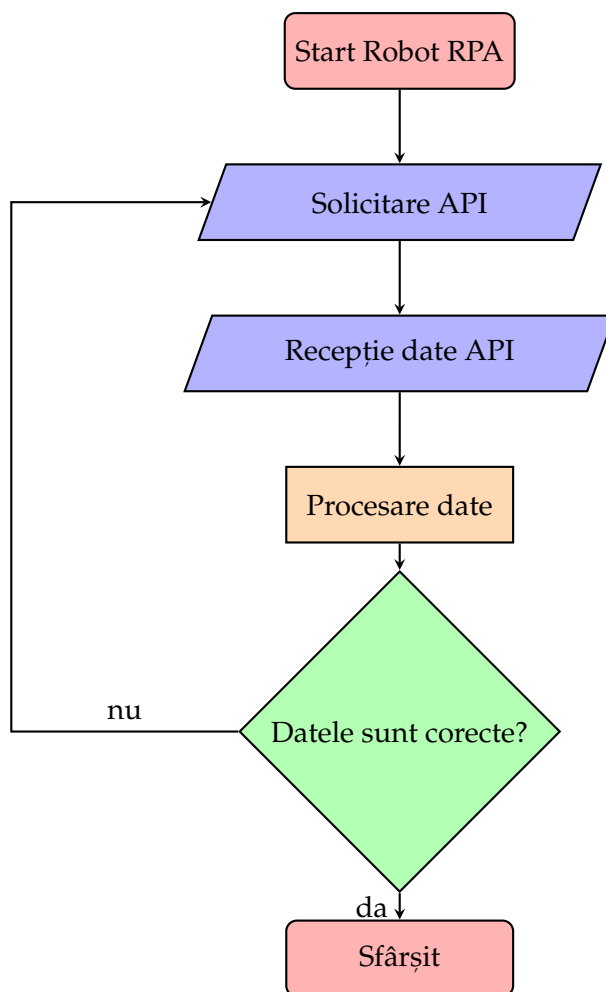 Start Robot RPA
Solicitare API
Recepție date API
Procesare date
Datele sunt corecte?
nu
da
Sfârșit